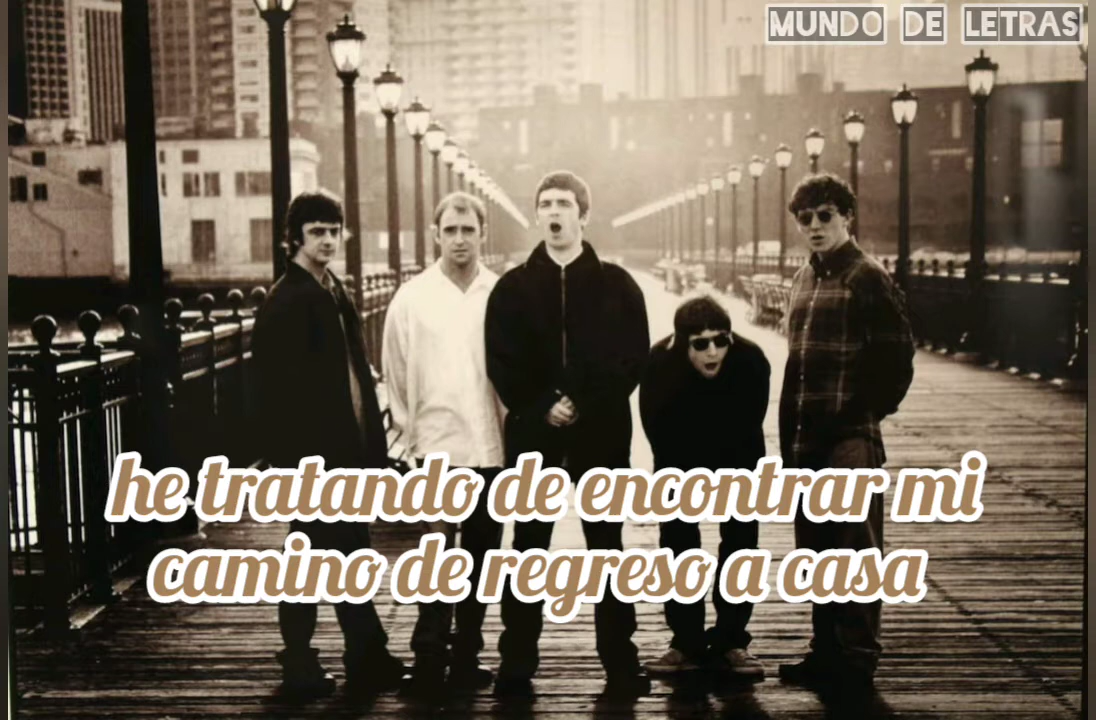 MUNDO DE LETRAS
he tratando de encontrar mi
camino de regreso a casa